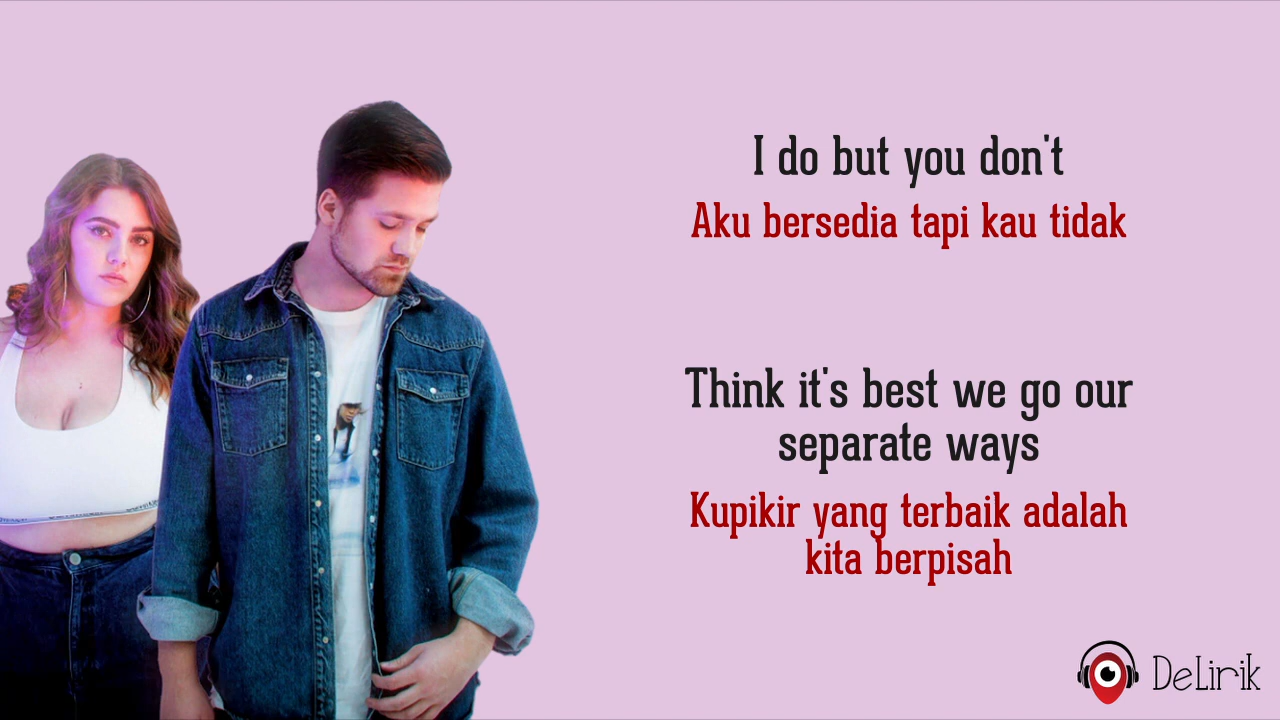 I do but you don't
Aku bersedia tapi kau tidak
Think it's best we go our
separate ways
Kupikir yang terbaik adalah
kita berpisah
DeLirik